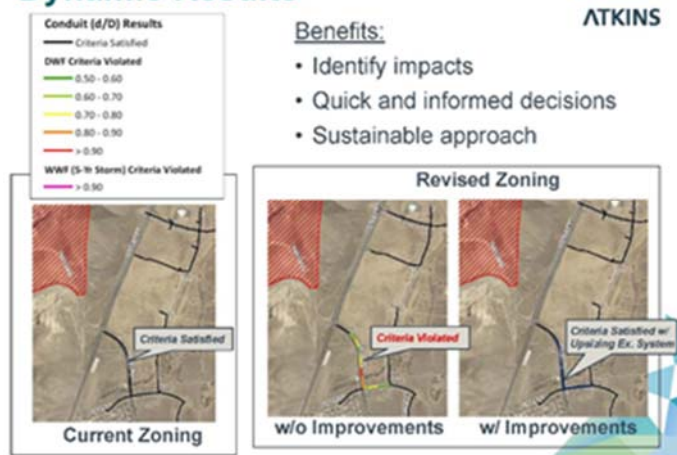 ATKINS
Conduit (d/D) Results
Criteria Satisfied
DWF Criteria Violated
0.50 - 0.60
0.60 - 0.70
0.70 - 0.80
0.80 - 0.90
> 0.90
WWF (5-Yr Storm) Criteria Violated
> 0.90
Benefits:
• Identify impacts
• Quick and informed decisions
• Sustainable approach
Criteria Satisfied
Current Zoning
Revised Zoning
Criteria Violated
w/o Improvements
Criteria Satisfied w/
Upsizing Ex. System
w/ Improvements